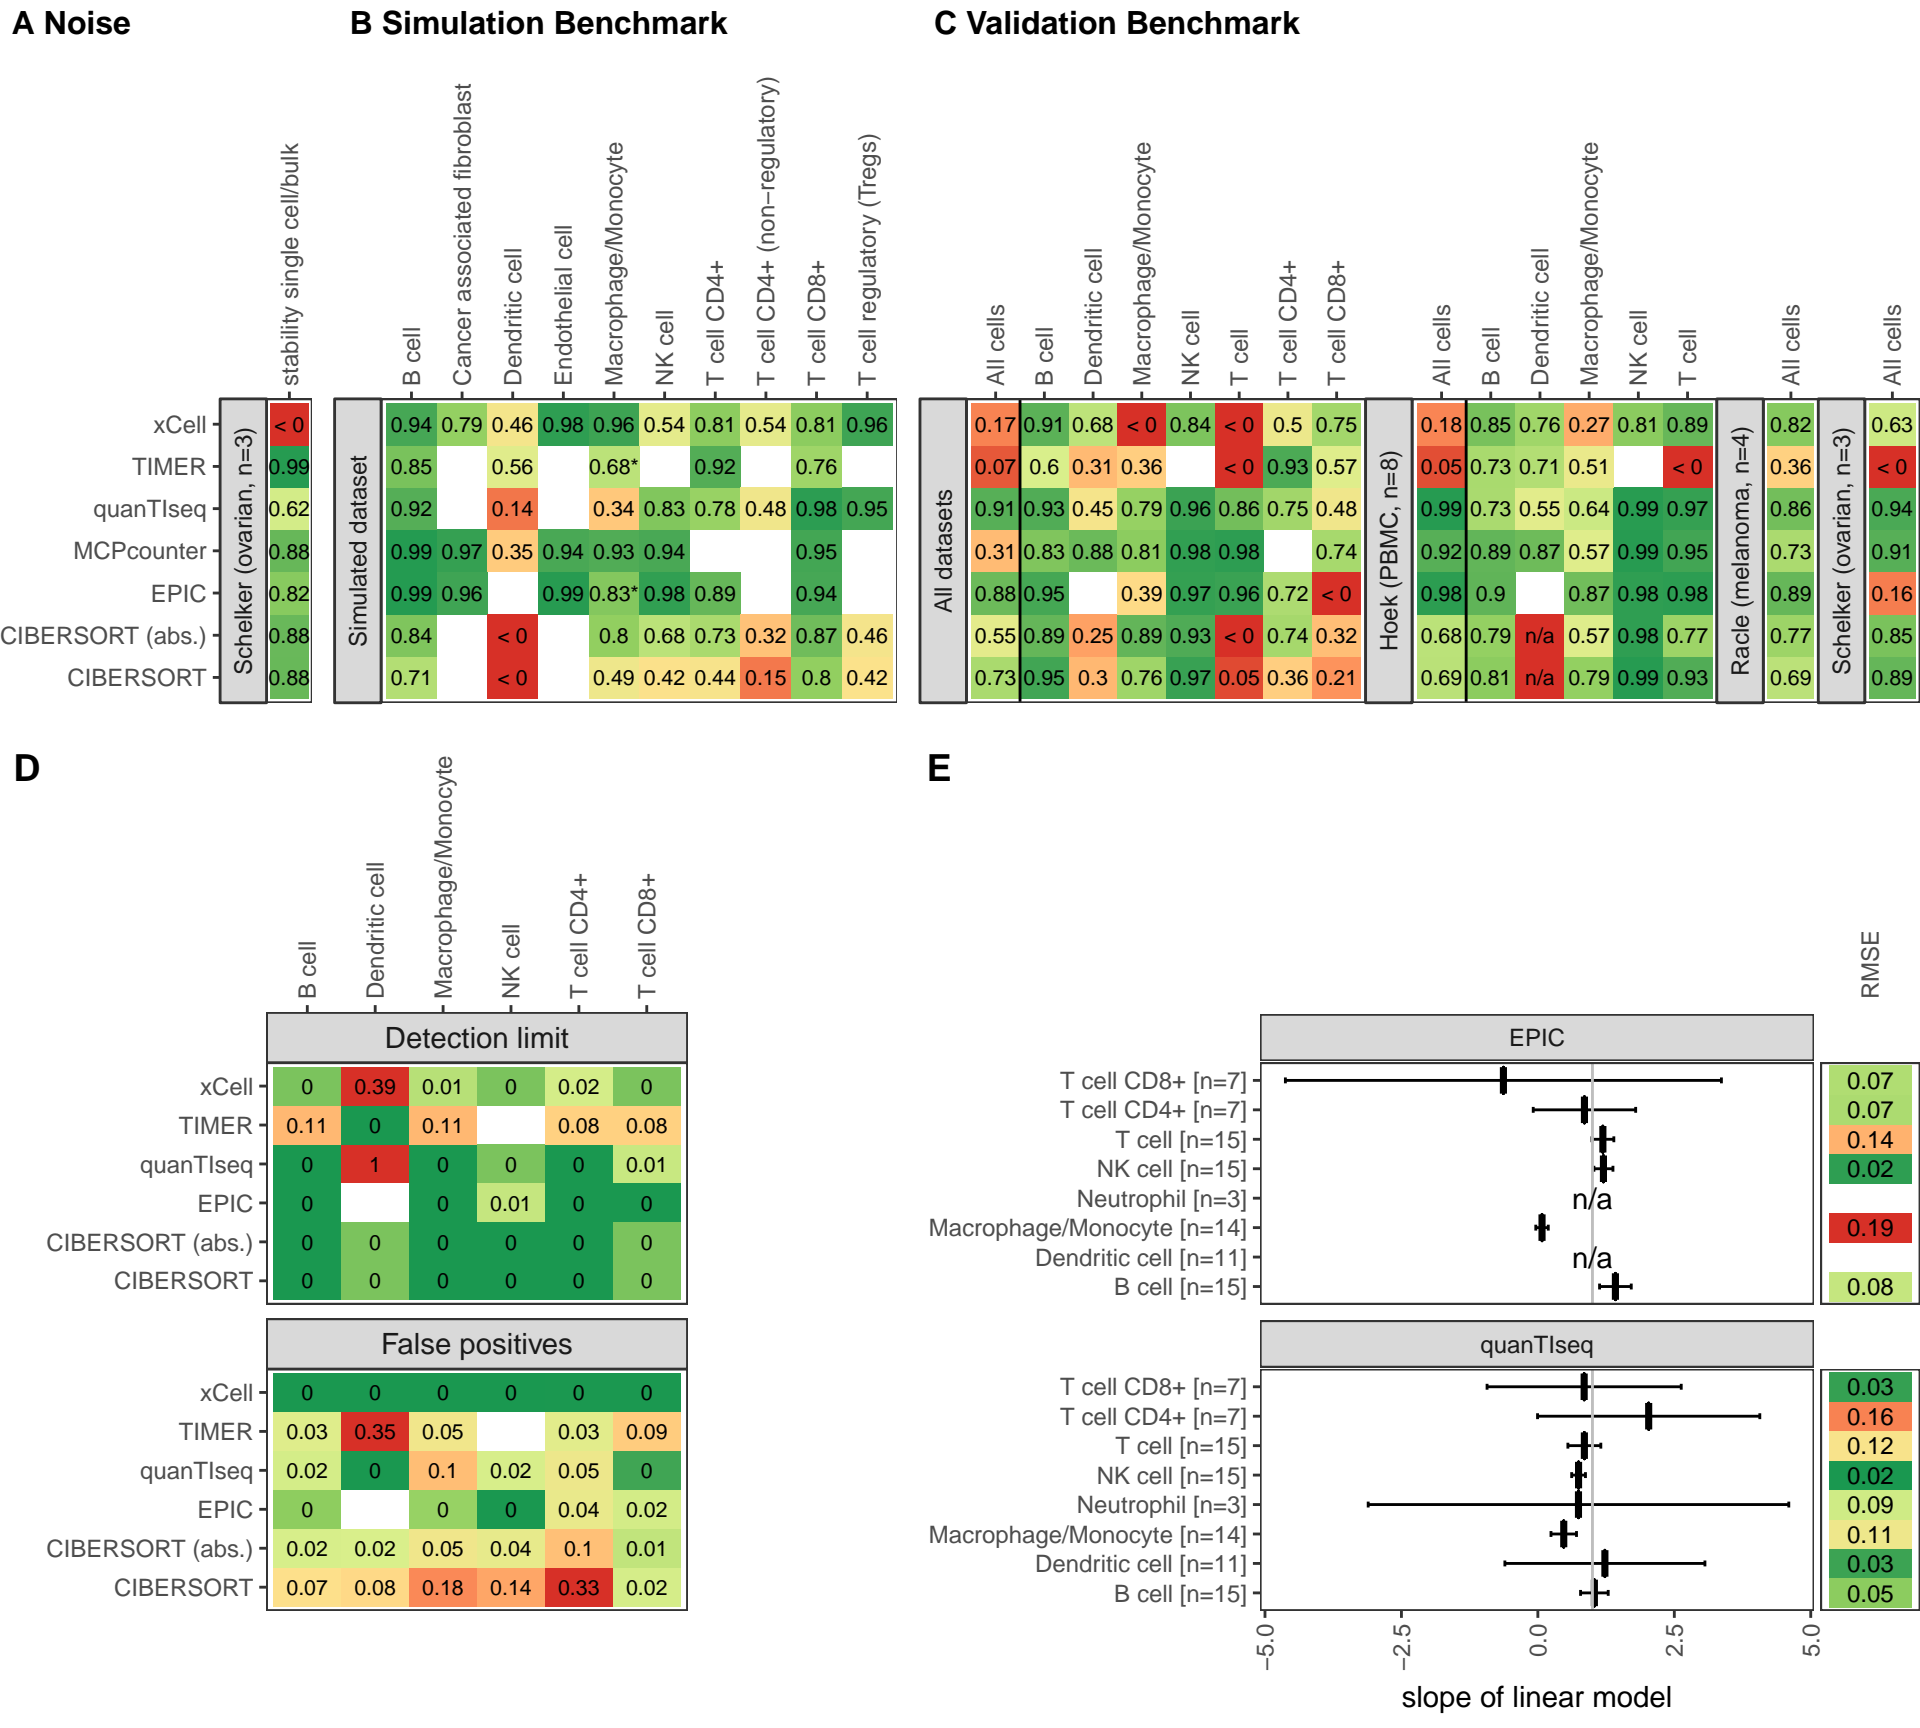 A Noise
B Simulation Benchmark
C Validation Benchmark
stability single cell/bulk
B cell
Cancer associated fibroblast
Dendritic cell
Endothelial cell
Macrophage/Monocyte
NK cell
T cell CD4+
T cell CD4+ (non−regulatory)
T cell CD8+
T cell regulatory (Tregs)
All cells
B cell
Dendritic cell
Macrophage/Monocyte
NK cell
T cell
T cell CD4+
T cell CD8+
All cells
B cell
Dendritic cell
Macrophage/Monocyte
NK cell
T cell
All cells
All cells
Schelker (ovarian, n=3)
Simulated dataset
All datasets
Hoek (PBMC, n=8)
Racle (melanoma, n=4)
Schelker (ovarian, n=3)
xCell < 0 0.94 0.79 0.46 0.98 0.96 0.54 0.81 0.54 0.81 0.96 0.17 0.91 0.68 < 0 0.84 < 0 0.5 0.75 0.18 0.85 0.76 0.27 0.81 0.89 0.82 0.63
TIMER 0.99 0.85 0.56 0.68* 0.92 0.76 0.07 0.6 0.31 0.36 < 0 0.93 0.57 0.05 0.73 0.71 0.51 < 0 0.36 < 0
quanTIseq 0.62 0.92 0.14 0.34 0.83 0.78 0.48 0.98 0.95 0.91 0.93 0.45 0.79 0.96 0.86 0.75 0.48 0.99 0.73 0.55 0.64 0.99 0.97 0.86 0.94
MCPcounter 0.88 0.99 0.97 0.35 0.94 0.93 0.94 0.95 0.31 0.83 0.88 0.81 0.98 0.98 0.74 0.92 0.89 0.87 0.57 0.99 0.95 0.73 0.91
EPIC 0.82 0.99 0.96 0.99 0.83* 0.98 0.89 0.94 0.88 0.95 0.39 0.97 0.96 0.72 < 0 0.98 0.9 0.87 0.98 0.98 0.89 0.16
CIBERSORT (abs.) 0.88 0.84 < 0 0.8 0.68 0.73 0.32 0.87 0.46 0.55 0.89 0.25 0.89 0.93 < 0 0.74 0.32 0.68 0.79 n/a 0.57 0.98 0.77 0.77 0.85
CIBERSORT 0.88 0.71 < 0 0.49 0.42 0.44 0.15 0.8 0.42 0.73 0.95 0.3 0.76 0.97 0.05 0.36 0.21 0.69 0.81 n/a 0.79 0.99 0.93 0.69 0.89
D
B cell
Dendritic cell
Macrophage/Monocyte
NK cell
T cell CD4+
T cell CD8+
Detection limit
xCell 0 0.39 0.01 0 0.02 0
TIMER 0.11 0 0.11 0.08 0.08
quanTIseq 0 1 0 0 0 0.01
EPIC 0 0 0.01 0 0
CIBERSORT (abs.) 0 0 0 0 0 0
CIBERSORT 0 0 0 0 0 0
False positives
xCell 0 0 0 0 0 0
TIMER 0.03 0.35 0.05 0.03 0.09
quanTIseq 0.02 0 0.1 0.02 0.05 0
EPIC 0 0 0 0.04 0.02
CIBERSORT (abs.) 0.02 0.02 0.05 0.04 0.1 0.01
CIBERSORT 0.07 0.08 0.18 0.14 0.33 0.02
E
RMSE
EPIC
T cell CD8+ [n=7] 0.07
T cell CD4+ [n=7] 0.07
T cell [n=15] 0.14
NK cell [n=15] 0.02
Neutrophil [n=3] n/a
Macrophage/Monocyte [n=14] 0.19
Dendritic cell [n=11] n/a
B cell [n=15] 0.08
quanTIseq
T cell CD8+ [n=7] 0.03
T cell CD4+ [n=7] 0.16
T cell [n=15] 0.12
NK cell [n=15] 0.02
Neutrophil [n=3] 0.09
Macrophage/Monocyte [n=14] 0.11
Dendritic cell [n=11] 0.03
B cell [n=15] 0.05
−5.0 −2.5 0.0 2.5 5.0
slope of linear model